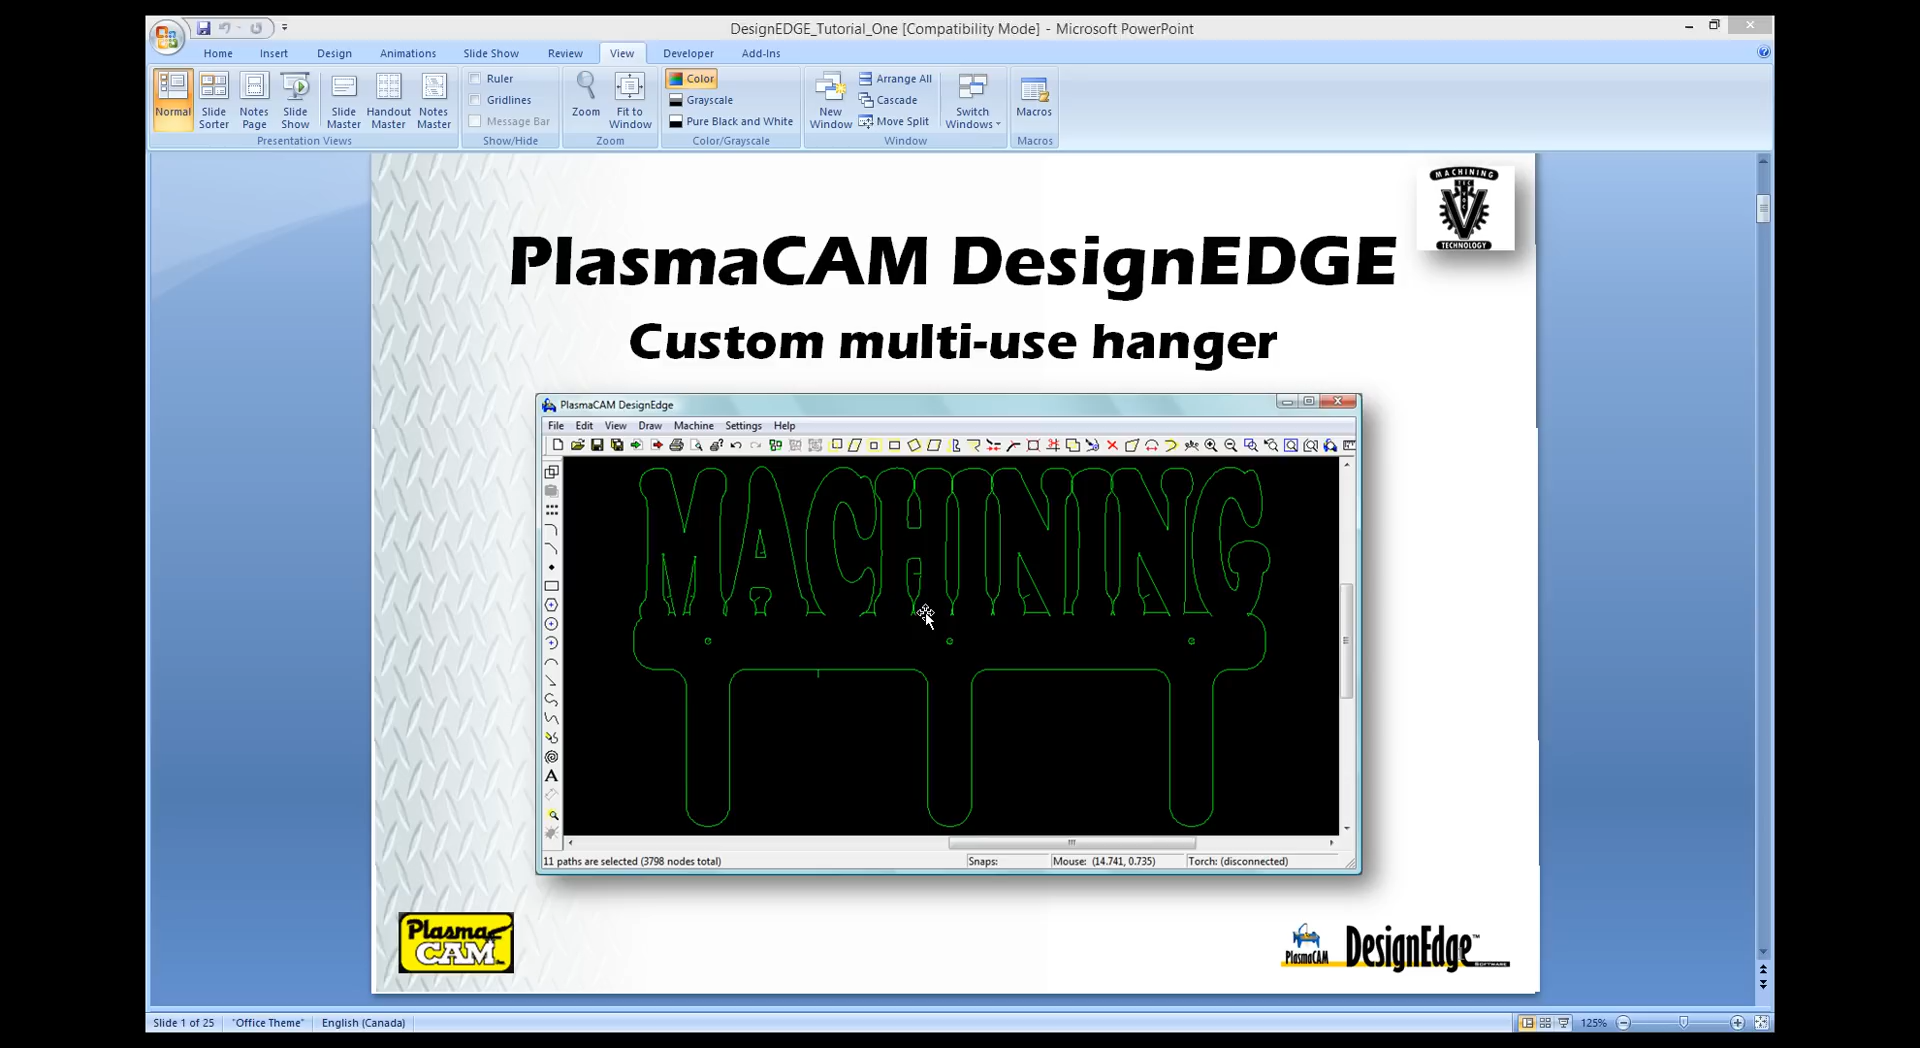 DesignEDGE_Tutorial_One [Compatibility Mode] - Microsoft PowerPoint
Home Insert Design Animations Slide Show Review View Developer Add-Ins
Normal
Slide Sorter
Notes Page
Slide Show
Slide Master
Handout Master
Notes Master
Presentation Views
Ruler
Gridlines
Message Bar
Show/Hide
Zoom
Fit to Window
Zoom
Color
Grayscale
Pure Black and White
Color/Grayscale
New Window
Arrange All
Cascade
Move Split
Switch Windows
Window
Macros
Macros
MACHINING
TECHNOLOGY
PlasmaCAM DesignEDGE
Custom multi-use hanger
PlasmaCAM DesignEdge
File Edit View Draw Machine Settings Help
MACHINING
11 paths are selected (3798 nodes total) Snaps: Mouse: (14.741, 0.735) Torch: (disconnected)
Plasma CAM
PlasmaCAM DesignEdge™ SOFTWARE
Slide 1 of 25 "Office Theme" English (Canada) 125%